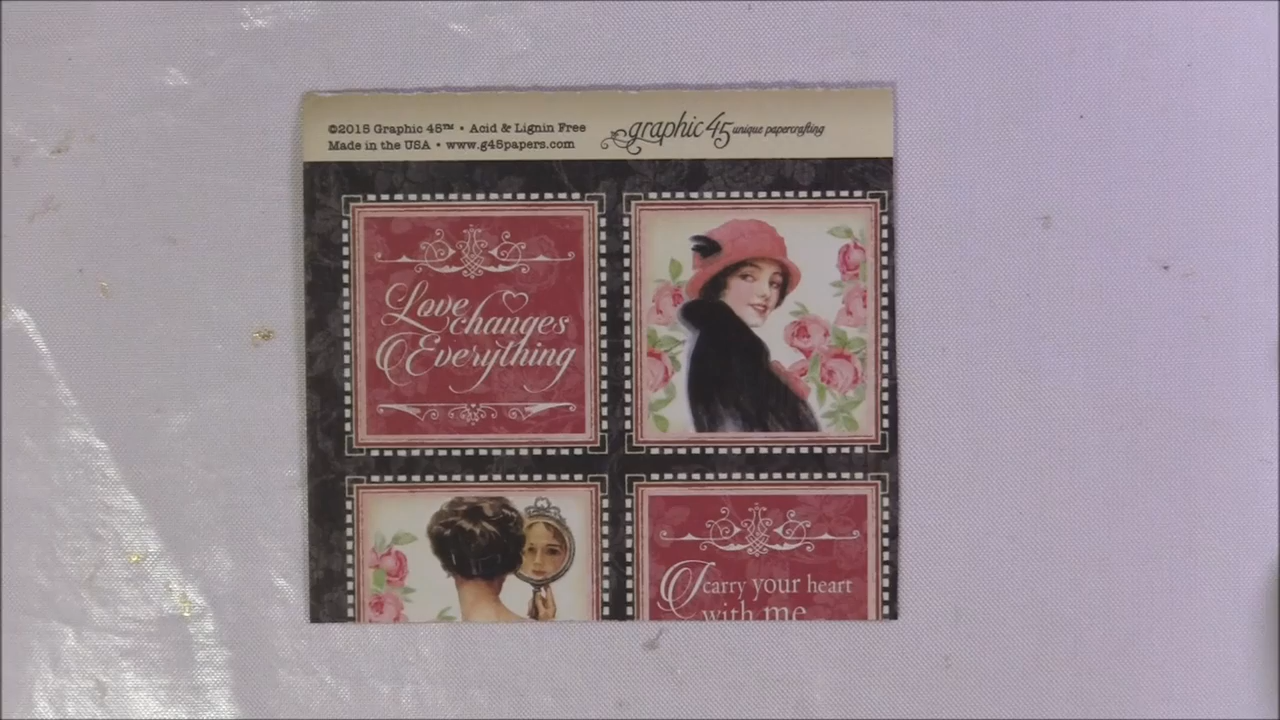 ©2015 Graphic 45™ • Acid & Lignin Free
Made in the USA • www.g45papers.com
graphic 45 unique papercrafting
Love
changes
Everything
I carry your heart
with me